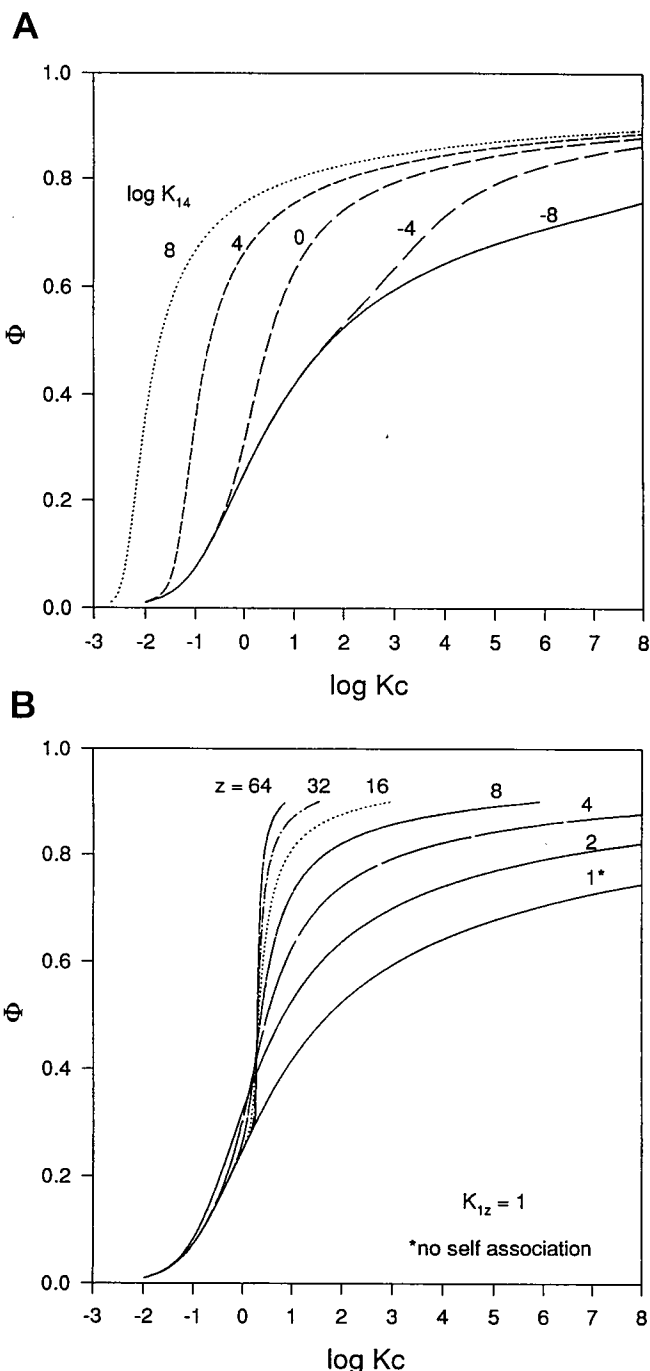 A
1.0
0.8
0.6
0.4
0.2
0.0
Φ
log K14
8
4
0
-4
-8
-3 -2 -1 0 1 2 3 4 5 6 7 8
log Kc
B
1.0
0.8
0.6
0.4
0.2
0.0
Φ
z = 64 32 16 8 4
2
1*
K1z = 1
*no self association
-3 -2 -1 0 1 2 3 4 5 6 7 8
log Kc